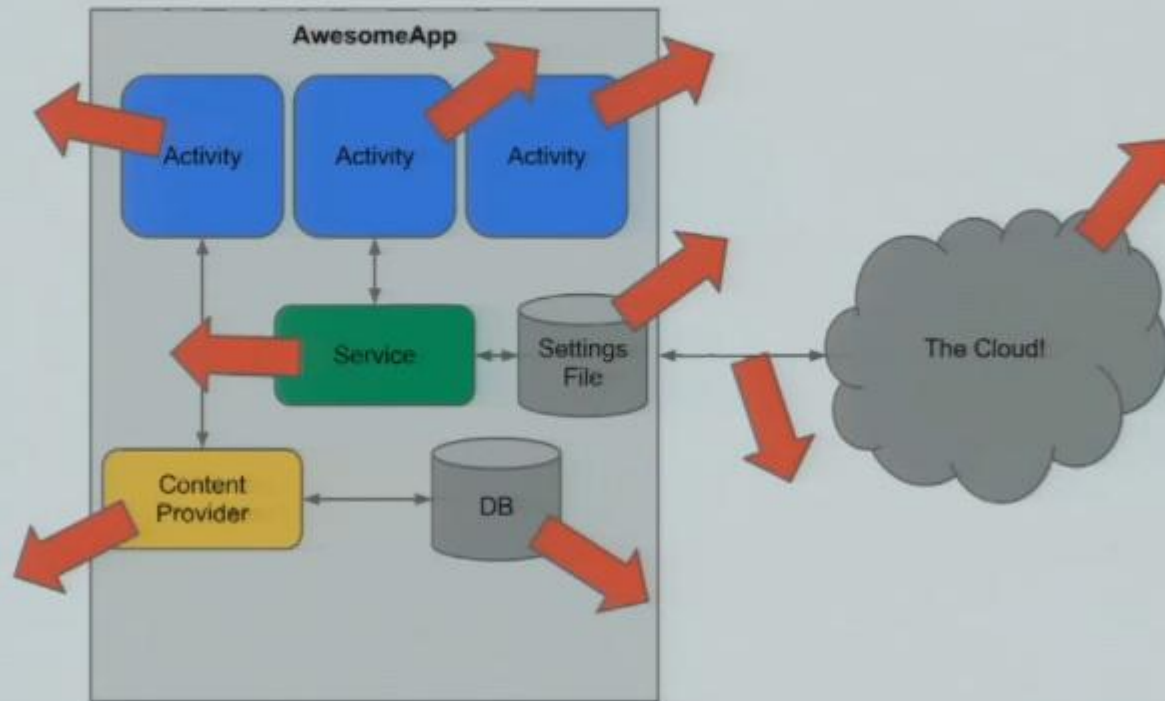 AwesomeApp
Activity
Activity
Activity
Service
Settings
File
The Cloud!
Content
Provider
DB